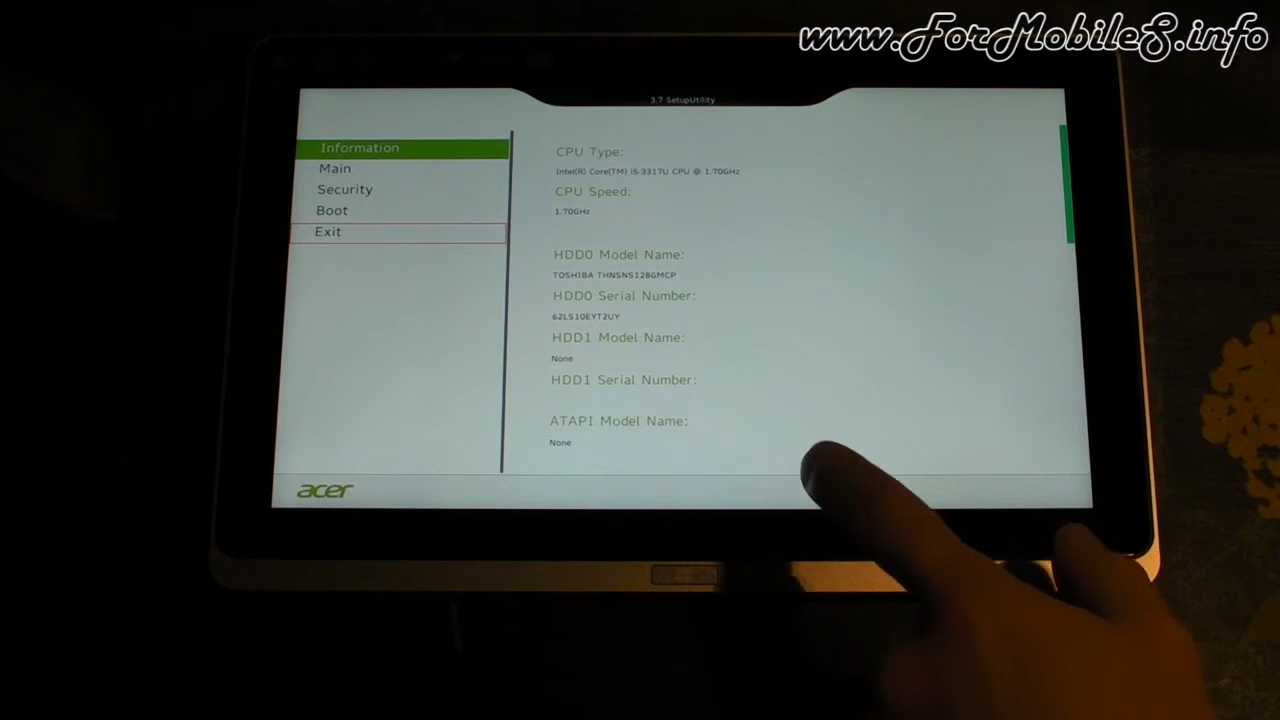 www.ForMobileS.info
3.7 SetupUtility
Information
Main
Security
Boot
Exit
CPU Type:
Intel(R) Core(TM) i5-3317U CPU @ 1.70GHz
CPU Speed:
1.70GHz
HDD0 Model Name:
TOSHIBA THNSNS128GMCP
HDD0 Serial Number:
62LS10EYT2UY
HDD1 Model Name:
None
HDD1 Serial Number:
ATAPI Model Name:
None
acer